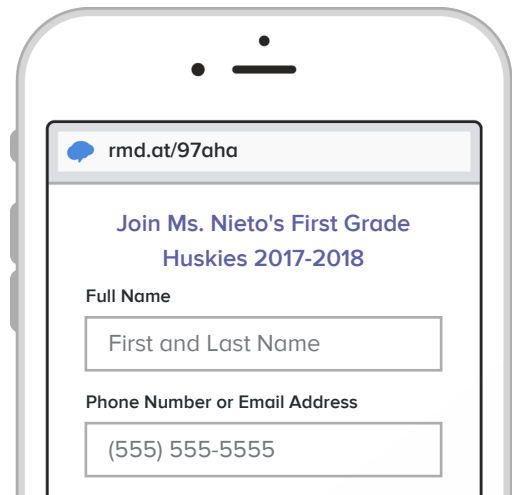 rmd.at/97aha
Join Ms. Nieto's First Grade
Huskies 2017-2018
Full Name
First and Last Name
Phone Number or Email Address
(555) 555-5555